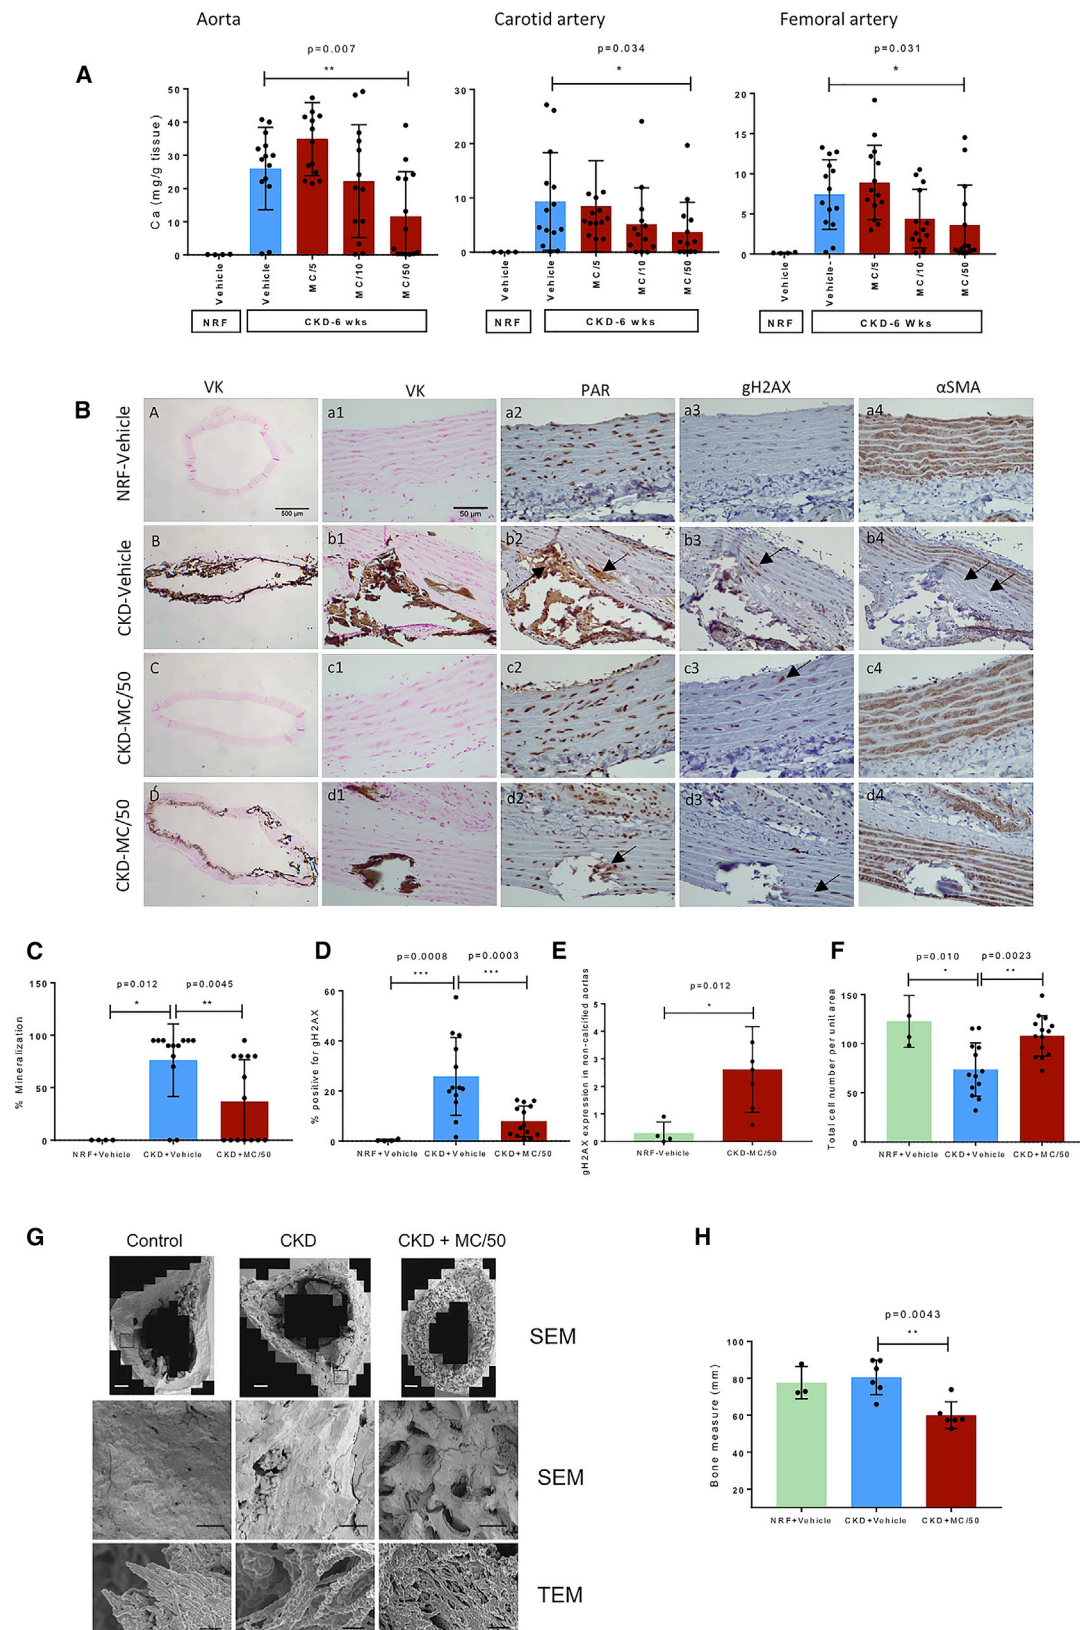 Aorta
Carotid artery
Femoral artery
A
p=0.007
**
p=0.034
*
p=0.031
*
Ca (mg/g tissue)
50
40
30
20
10
0
Vehicle
Vehicle
MC/5
MC/10
MC/50
NRF
CKD-6 wks
30
20
10
0
Vehicle
Vehicle
MC/5
MC/10
MC/50
NRF
CKD-6 wks
20
15
10
5
0
Vehicle
Vehicle-
MC/5
MC/10
MC/50
NRF
CKD-6 Wks
B
VK
VK
PAR
gH2AX
αSMA
NRF-Vehicle
A
500 µm
a1
50 µm
a2
a3
a4
CKD-Vehicle
B
b1
b2
b3
b4
CKD-MC/50
C
c1
c2
c3
c4
CKD-MC/50
D
d1
d2
d3
d4
C
p=0.012
p=0.0045
*
**
% Mineralization
150
100
50
0
NRF+Vehicle
CKD+Vehicle
CKD+MC/50
D
p=0.0008
p=0.0003
***
***
% positive for gH2AX
60
40
20
0
NRF+Vehicle
CKD+Vehicle
CKD+MC/50
E
p=0.012
*
gH2AX expression in non-calcified aortas
5
4
3
2
1
0
NRF-Vehicle
CKD-MC/50
F
p=0.010
p=0.0023
*
**
Total cell number per unit area
150
100
50
0
NRF+Vehicle
CKD+Vehicle
CKD+MC/50
G
Control
CKD
CKD + MC/50
SEM
SEM
TEM
H
p=0.0043
**
Bone measure (mm)
100
80
60
40
20
NRF+Vehicle
CKD+Vehicle
CKD+MC/50